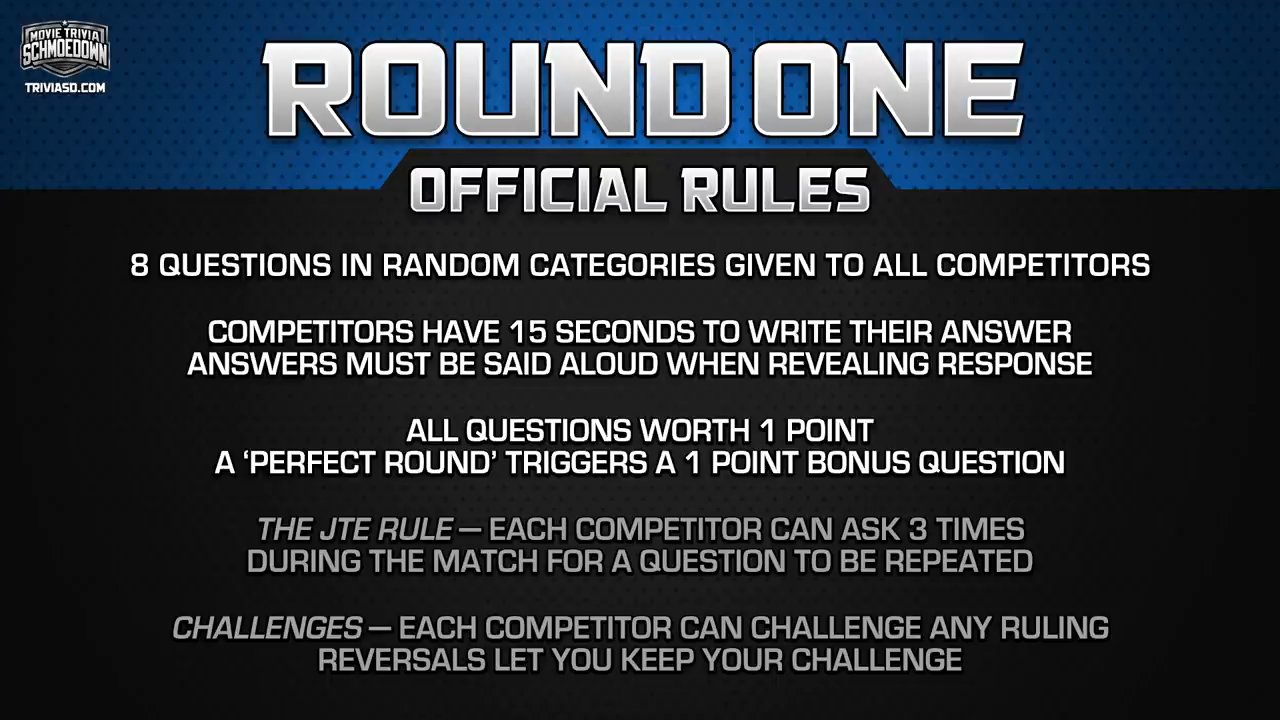 MOVIE TRIVIA
SCHMOEDOWN
TRIVIASD.COM
ROUND ONE
OFFICIAL RULES
8 QUESTIONS IN RANDOM CATEGORIES GIVEN TO ALL COMPETITORS
COMPETITORS HAVE 15 SECONDS TO WRITE THEIR ANSWER
ANSWERS MUST BE SAID ALOUD WHEN REVEALING RESPONSE
ALL QUESTIONS WORTH 1 POINT
A ‘PERFECT ROUND’ TRIGGERS A 1 POINT BONUS QUESTION
THE JTE RULE – EACH COMPETITOR CAN ASK 3 TIMES
DURING THE MATCH FOR A QUESTION TO BE REPEATED
CHALLENGES – EACH COMPETITOR CAN CHALLENGE ANY RULING
REVERSALS LET YOU KEEP YOUR CHALLENGE